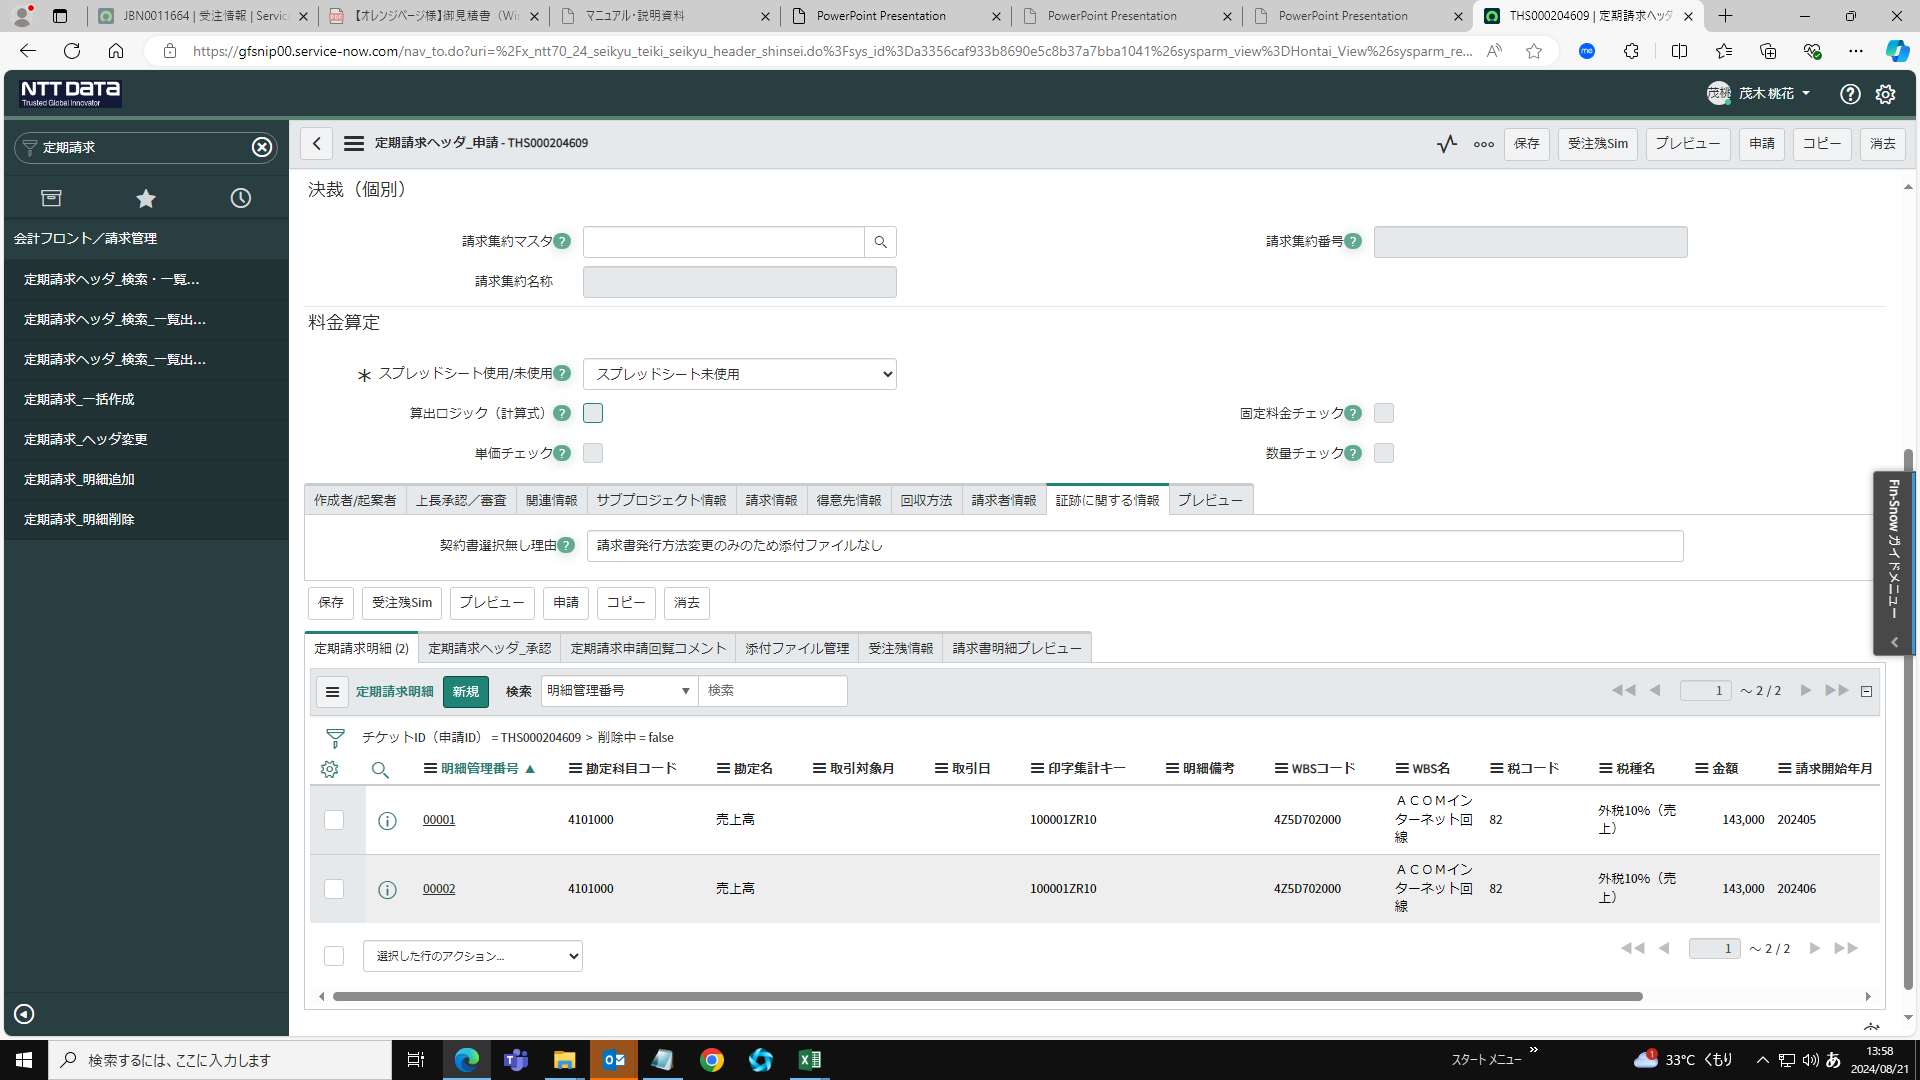 JBN0011664 | 受注情報 | Servic
【オレンジページ様】御見積書（Win
マニュアル・説明資料
PowerPoint Presentation
PowerPoint Presentation
PowerPoint Presentation
THS000204609 | 定期請求ヘッダ
https://gfsnip00.service-now.com/nav_to.do?uri=%2Fx_ntt70_24_seikyu_teiki_seikyu_header_shinsei.do%3Fsys_id%3Da3356caf933b8690e5c8b37a7bba1041%26sysparm_view%3DHontai_View%26sysparm_re...
NTT DATA
Trusted Global Innovator
茂桃 茂木 桃花
定期請求
会計フロント／請求管理
定期請求ヘッダ_検索・一覧...
定期請求ヘッダ_検索_一覧出...
定期請求ヘッダ_検索_一覧出...
定期請求_一括作成
定期請求_ヘッダ変更
定期請求_明細追加
定期請求_明細削除
定期請求ヘッダ_申請 - THS000204609
保存 受注残Sim プレビュー 申請 コピー 消去
決裁（個別）
請求集約マスタ ? 請求集約番号 ?
請求集約名称
料金算定
＊ スプレッドシート使用/未使用 ? スプレッドシート未使用
算出ロジック（計算式） ? 固定料金チェック ?
単価チェック ? 数量チェック ?
作成者/起案者 上長承認／審査 関連情報 サブプロジェクト情報 請求情報 得意先情報 回収方法 請求者情報 証跡に関する情報 プレビュー
契約書選択無し理由 ? 請求書発行方法変更のみのため添付ファイルなし
Fin-Snow ガイドメニュー
保存 受注残Sim プレビュー 申請 コピー 消去
定期請求明細 (2) 定期請求ヘッダ_承認 定期請求申請回覧コメント 添付ファイル管理 受注残情報 請求書明細プレビュー
定期請求明細 新規 検索 明細管理番号 ▼ 検索 1 ～ 2 / 2
チケットID（申請ID） = THS000204609 > 削除中 = false
明細管理番号 ▲ 勘定科目コード 勘定名 取引対象月 取引日 印字集計キー 明細備考 WBSコード WBS名 税コード 税種名 金額 請求開始年月
00001 4101000 売上高 100001ZR10 4Z5D702000 ＡＣＯＭインターネット回線 82 外税10%（売上） 143,000 202405
00002 4101000 売上高 100001ZR10 4Z5D702000 ＡＣＯＭインターネット回線 82 外税10%（売上） 143,000 202406
選択した行のアクション... 1 ～ 2 / 2
検索するには、ここに入力します
スタート メニュー
1 33°C くもり
あ
13:58
2024/08/21